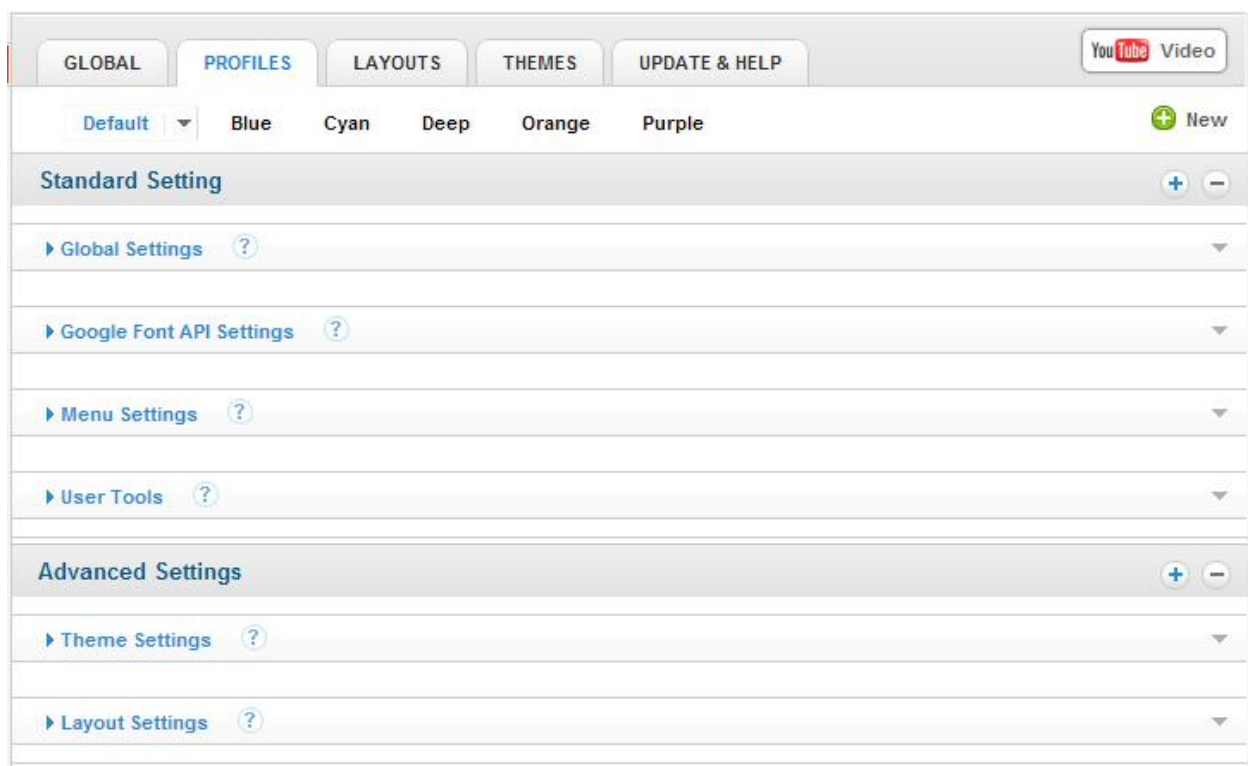 GLOBAL PROFILES LAYOUTS THEMES UPDATE & HELP YouTube Video
Default Blue Cyan Deep Orange Purple New
Standard Setting
Global Settings ?
Google Font API Settings ?
Menu Settings ?
User Tools ?
Advanced Settings
Theme Settings ?
Layout Settings ?